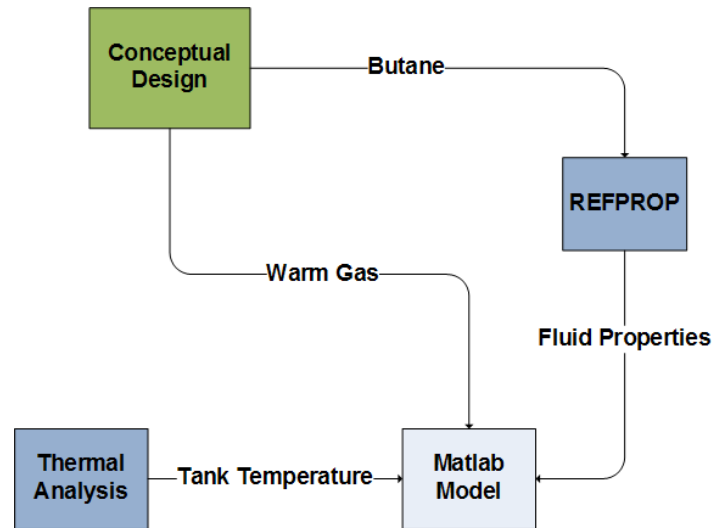 Conceptual
Design
Butane
REFPROP
Warm Gas
Fluid Properties
Thermal
Analysis
Tank Temperature
Matlab
Model